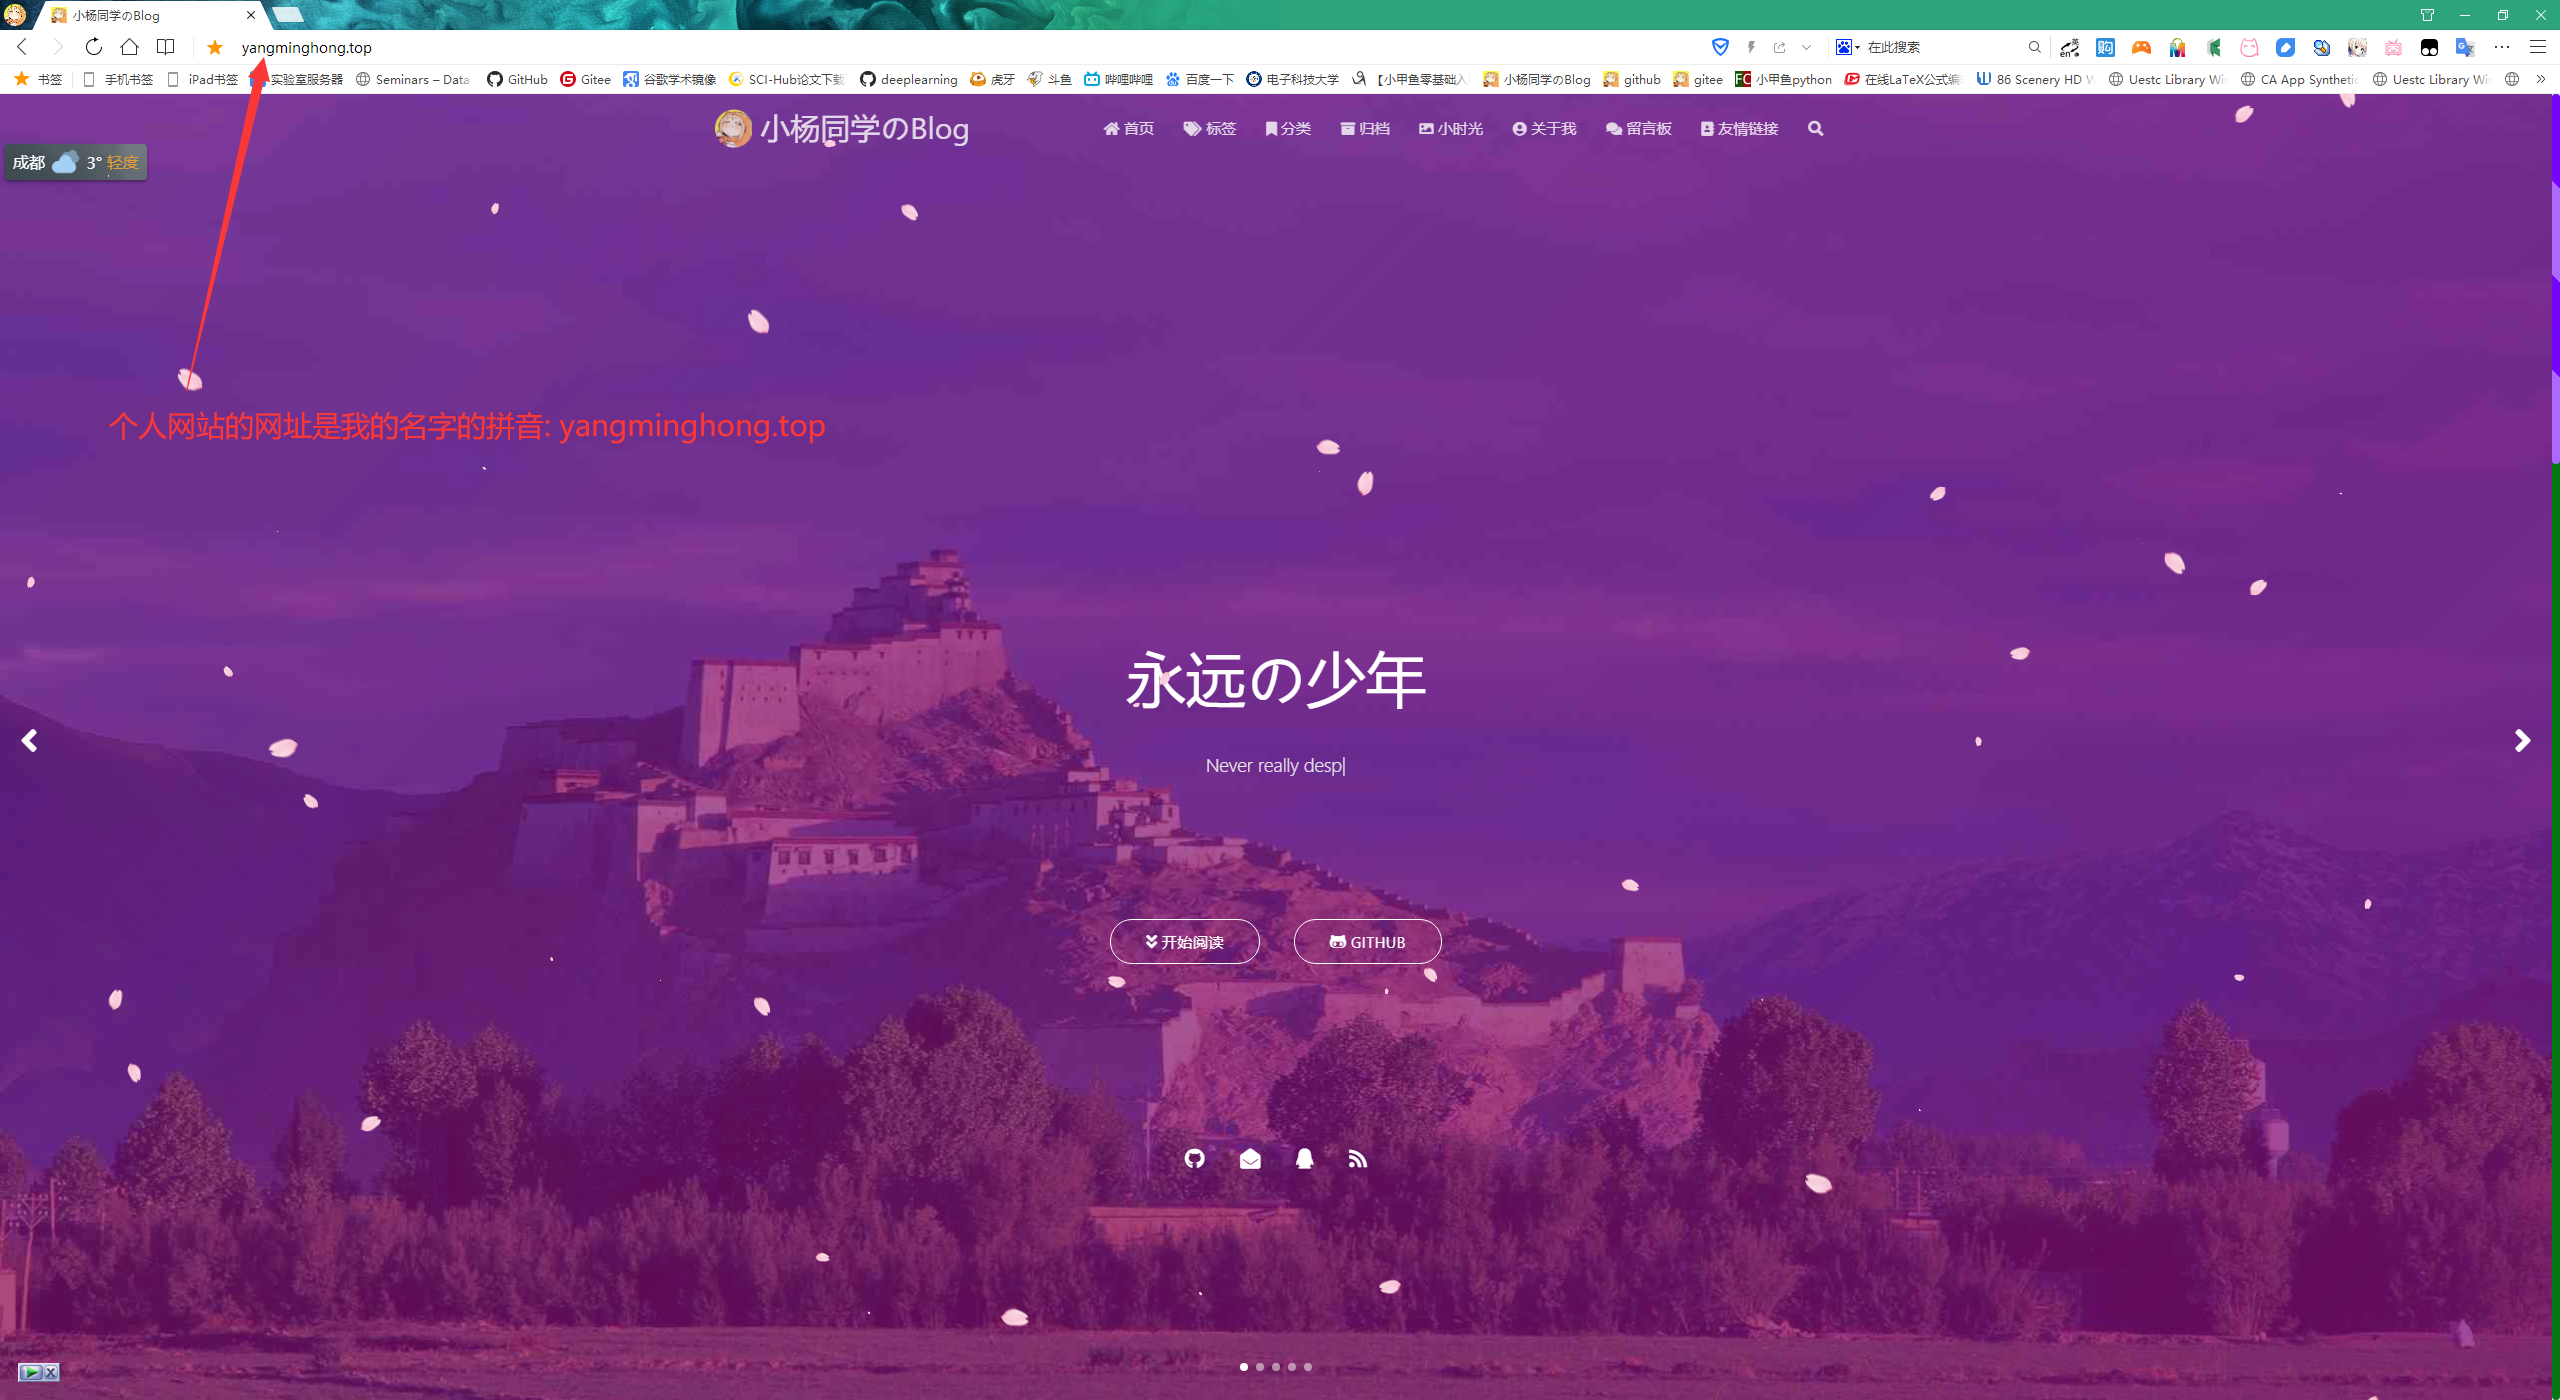 小杨同学のBlog
yangminghong.top
在此搜索
书签 手机书签 iPad书签 实验室服务器 Seminars – Data GitHub Gitee 谷歌学术镜像 SCI-Hub论文下载 deeplearning 虎牙 斗鱼 哔哩哔哩 百度一下 电子科技大学 【小甲鱼零基础入 小杨同学のBlog github gitee 小甲鱼python 在线LaTeX公式编 86 Scenery HD W Uestc Library Wi CA App Synthetic Uestc Library Wi
小杨同学のBlog 首页 标签 分类 归档 小时光 关于我 留言板 友情链接
成都 3° 轻度
个人网站的网址是我的名字的拼音: yangminghong.top
永远の少年
Never really desp
开始阅读 GITHUB